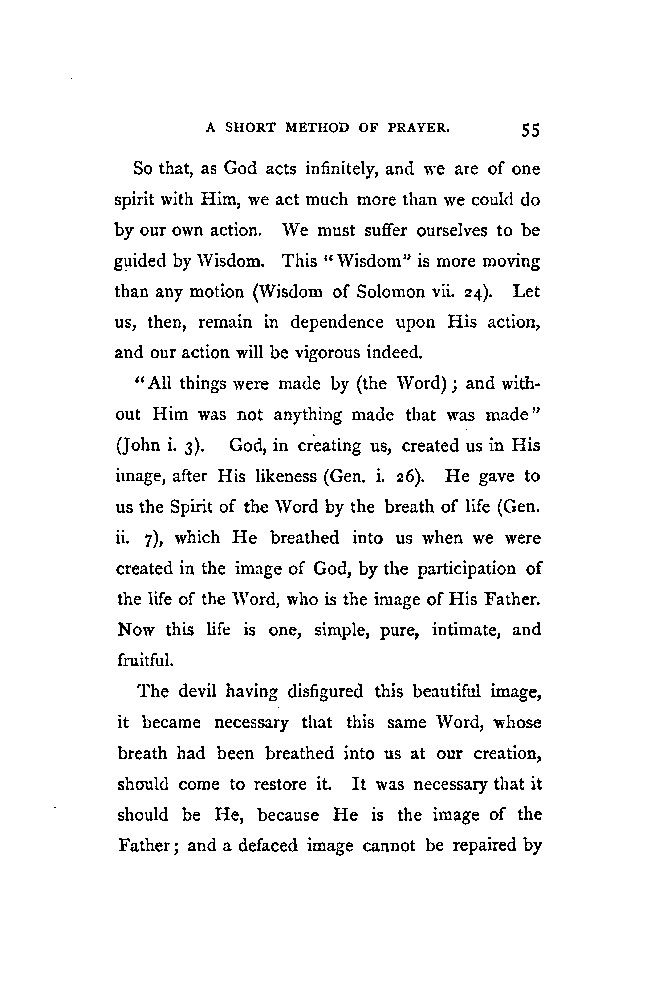 A SHORT METHOD OF PRAYER. 55
So that, as God acts infinitely, and we are of one
spirit with Him, we act much more than we could do
by our own action. We must suffer ourselves to be
guided by Wisdom. This “Wisdom” is more moving
than any motion (Wisdom of Solomon vii. 24). Let
us, then, remain in dependence upon His action,
and our action will be vigorous indeed.
“All things were made by (the Word); and with-
out Him was not anything made that was made”
(John i. 3). God, in creating us, created us in His
image, after His likeness (Gen. i. 26). He gave to
us the Spirit of the Word by the breath of life (Gen.
ii. 7), which He breathed into us when we were
created in the image of God, by the participation of
the life of the Word, who is the image of His Father.
Now this life is one, simple, pure, intimate, and
fruitful.
The devil having disfigured this beautiful image,
it became necessary that this same Word, whose
breath had been breathed into us at our creation,
should come to restore it. It was necessary that it
should be He, because He is the image of the
Father; and a defaced image cannot be repaired by